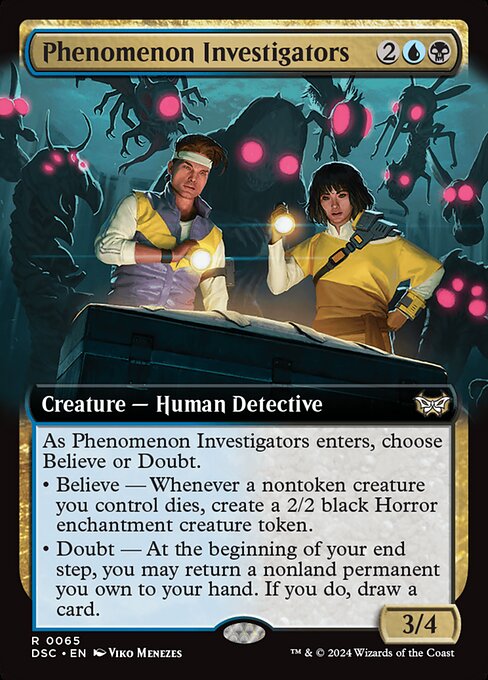 Phenomenon Investigators 2
Creature — Human Detective
As Phenomenon Investigators enters, choose
Believe or Doubt.
• Believe — Whenever a nontoken creature
you control dies, create a 2/2 black Horror
enchantment creature token.
• Doubt — At the beginning of your end
step, you may return a nonland permanent
you own to your hand. If you do, draw a
card.
3/4
R 0065
DSC • EN Viko Menezes
™ & © 2024 Wizards of the Coast